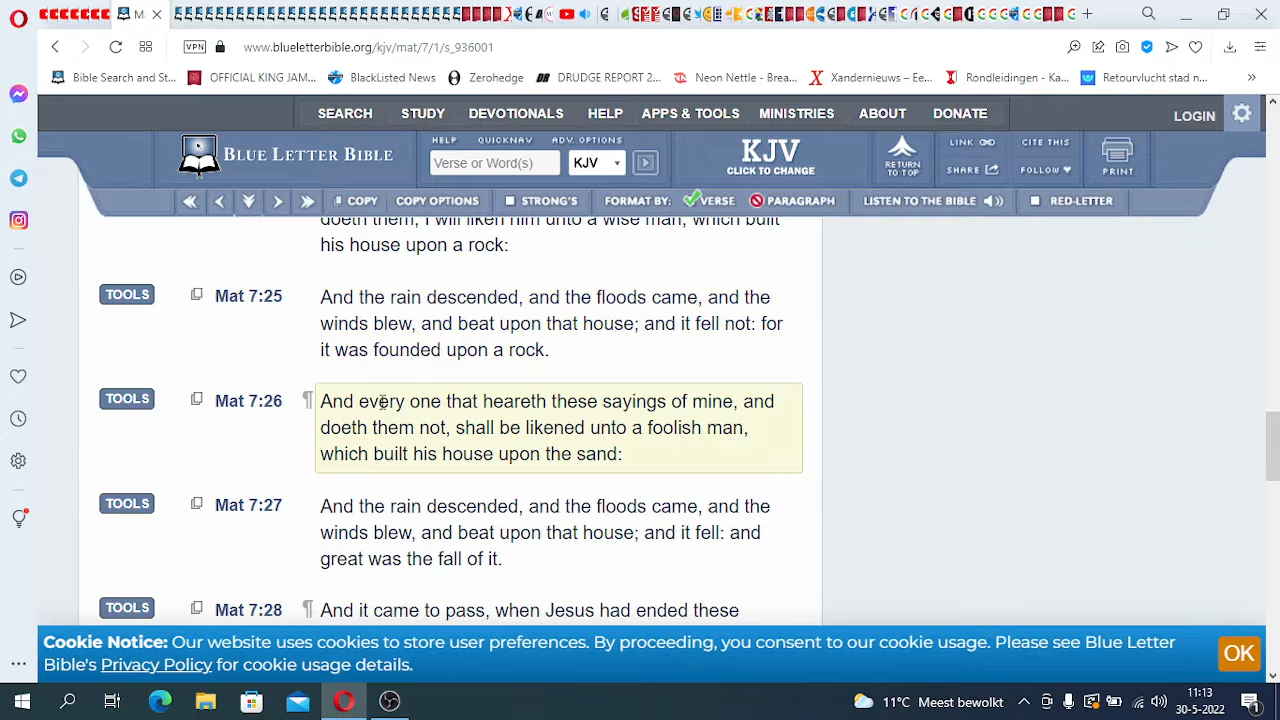 M
www.blueletterbible.org/kjv/mat/7/1/s_936001
VPN
Bible Search and St...
OFFICIAL KING JAM...
BlackListed News
Zerohedge
DRUDGE REPORT 2...
Neon Nettle - Brea...
Xandernieuws – Ee...
Rondleidingen - Ka...
Retourvlucht stad n...
SEARCH STUDY DEVOTIONALS HELP APPS & TOOLS MINISTRIES ABOUT DONATE
LOGIN
BLUE LETTER BIBLE
HELP QUICKNAV ADV. OPTIONS
Verse or Word(s)
KJV
KJV
CLICK TO CHANGE
RETURN
TO TOP
LINK
CITE THIS
SHARE
FOLLOW
PRINT
COPY COPY OPTIONS STRONG'S FORMAT BY: VERSE PARAGRAPH LISTEN TO THE BIBLE RED-LETTER
doeth them, I will liken him unto a wise man, which built
his house upon a rock:
TOOLS Mat 7:25 And the rain descended, and the floods came, and the
winds blew, and beat upon that house; and it fell not: for
it was founded upon a rock.
TOOLS Mat 7:26 ¶ And every one that heareth these sayings of mine, and
doeth them not, shall be likened unto a foolish man,
which built his house upon the sand:
TOOLS Mat 7:27 And the rain descended, and the floods came, and the
winds blew, and beat upon that house; and it fell: and
great was the fall of it.
TOOLS Mat 7:28 ¶ And it came to pass, when Jesus had ended these
Cookie Notice: Our website uses cookies to store user preferences. By proceeding, you consent to our cookie usage. Please see Blue Letter
Bible's Privacy Policy for cookie usage details.
OK
11°C Meest bewolkt
11:13
30-5-2022
1